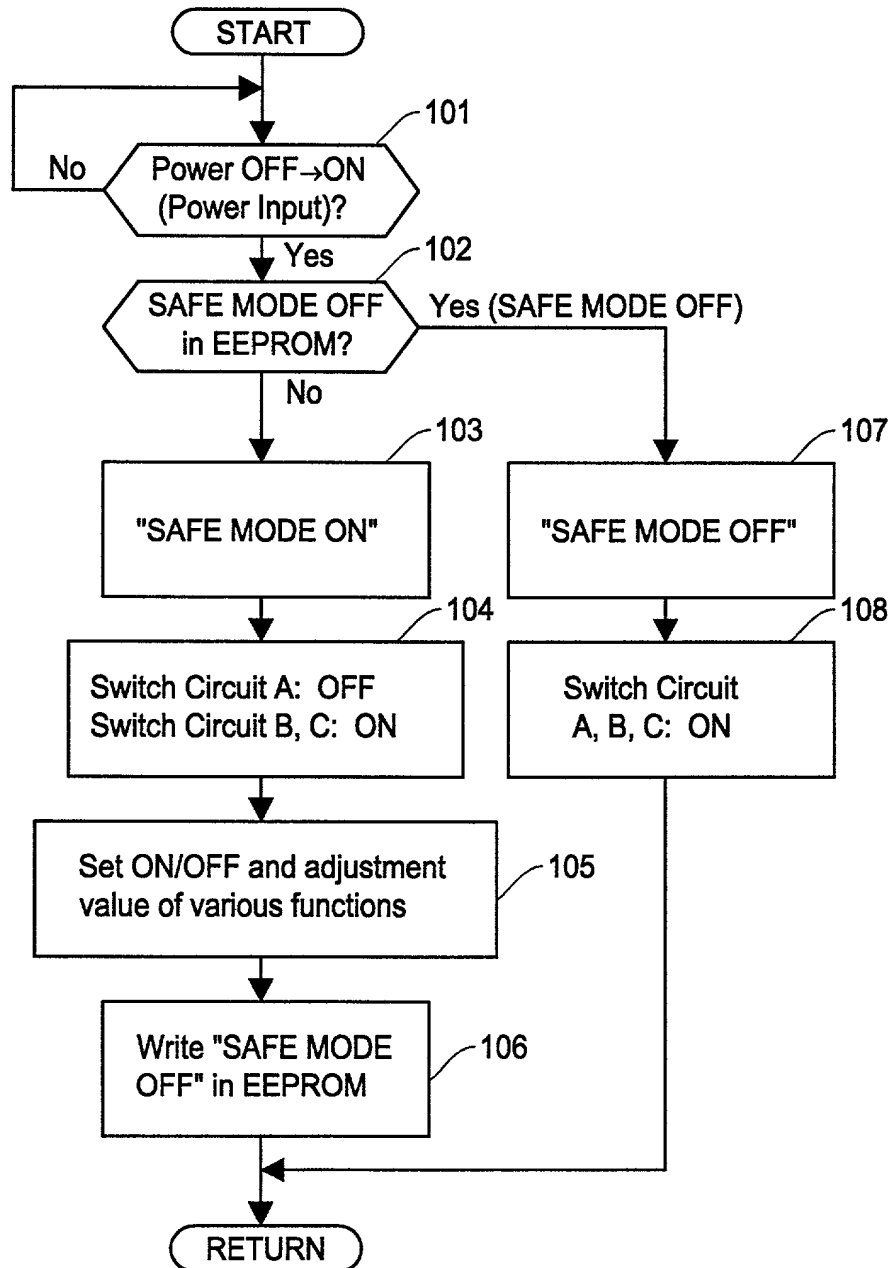 START
101
No
Power OFF→ON
(Power Input)?
Yes
102
SAFE MODE OFF
in EEPROM?
Yes (SAFE MODE OFF)
No
103
107
"SAFE MODE ON"
"SAFE MODE OFF"
104
108
Switch Circuit A: OFF
Switch Circuit B, C: ON
Switch Circuit
A, B, C: ON
Set ON/OFF and adjustment
value of various functions
105
Write "SAFE MODE
OFF" in EEPROM
106
RETURN